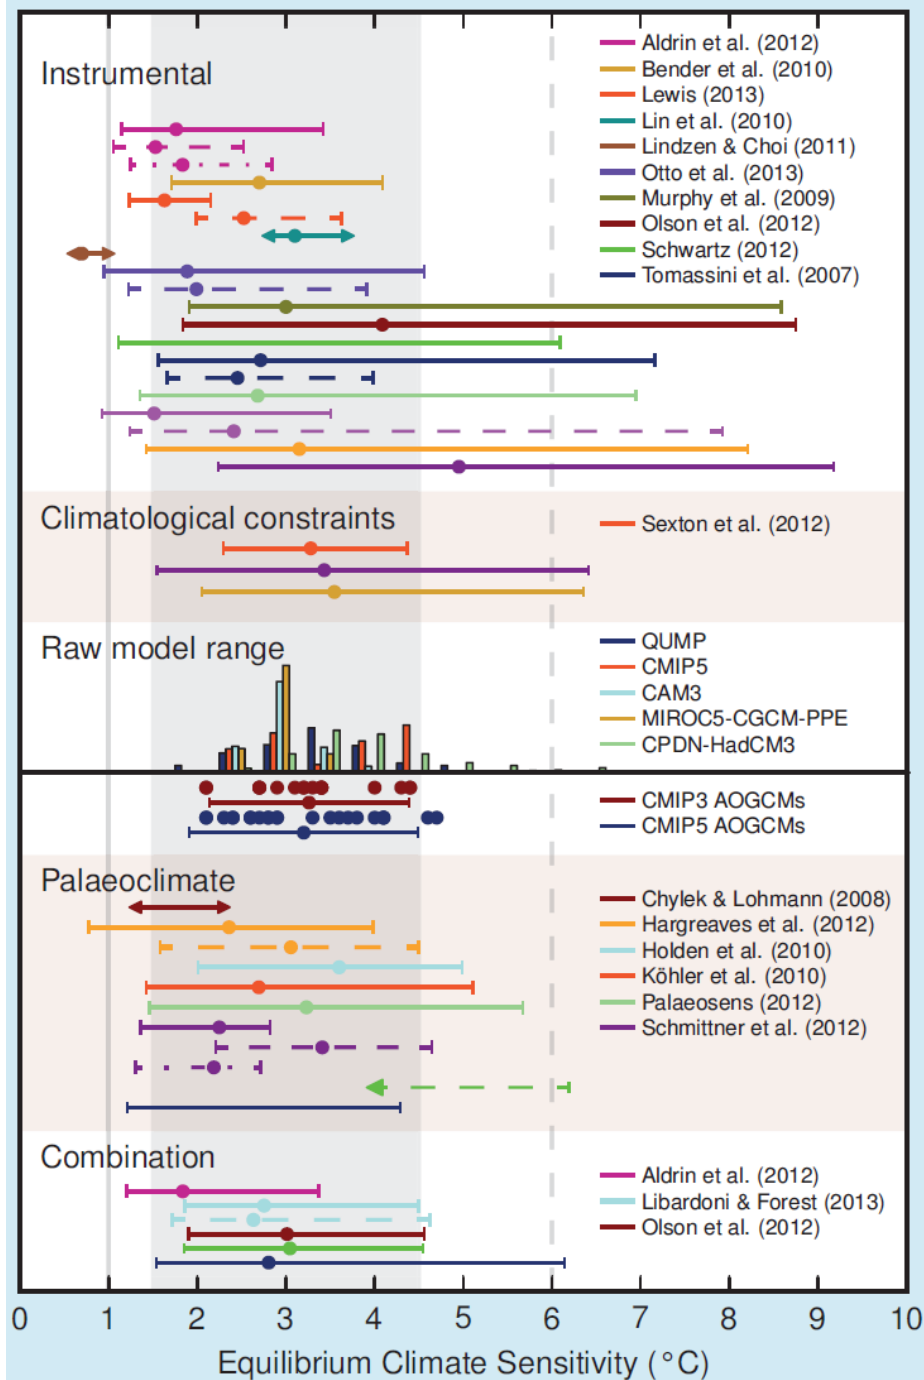 Instrumental
Aldrin et al. (2012)
Bender et al. (2010)
Lewis (2013)
Lin et al. (2010)
Lindzen & Choi (2011)
Otto et al. (2013)
Murphy et al. (2009)
Olson et al. (2012)
Schwartz (2012)
Tomassini et al. (2007)
Climatological constraints
Sexton et al. (2012)
Raw model range
QUMP
CMIP5
CAM3
MIROC5-CGCM-PPE
CPDN-HadCM3
CMIP3 AOGCMs
CMIP5 AOGCMs
Palaeoclimate
Chylek & Lohmann (2008)
Hargreaves et al. (2012)
Holden et al. (2010)
Köhler et al. (2010)
Palaeosens (2012)
Schmittner et al. (2012)
Combination
Aldrin et al. (2012)
Libardoni & Forest (2013)
Olson et al. (2012)
0 1 2 3 4 5 6 7 8 9 10
Equilibrium Climate Sensitivity (°C)